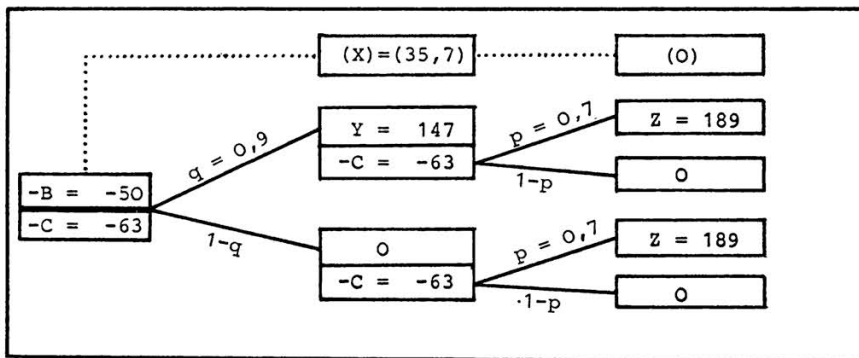 (X)=(35,7)
(O)
q = 0,9
Y = 147
-C = -63
p = 0,7
Z = 189
1-p
O
-B = -50
-C = -63
1-q
O
-C = -63
p = 0,7
Z = 189
.1-p
O